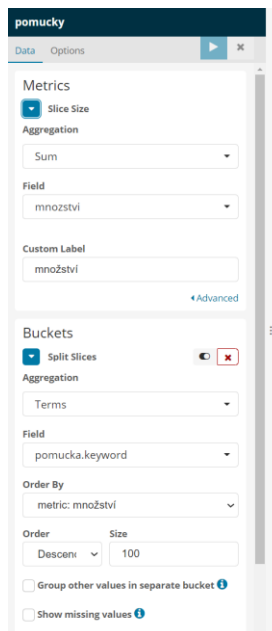 pomucky
Data Options
Metrics
Slice Size
Aggregation
Sum
Field
mnozstvi
Custom Label
množství
Advanced
Buckets
Split Slices
Aggregation
Terms
Field
pomucka.keyword
Order By
metric: množství
Order Size
Descen 100
Group other values in separate bucket
Show missing values